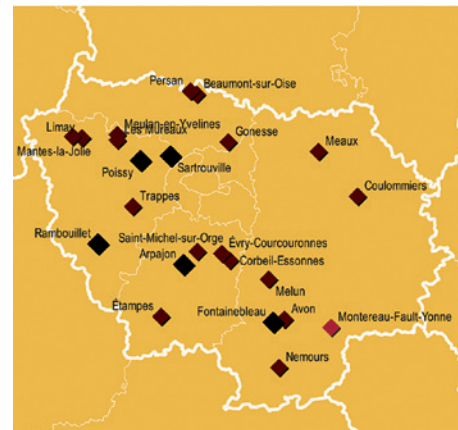 Persan
Beaumont-sur-Oise
Meulan-en-Yvelines
Limay
Les Mureaux
Gonesse
Mantes-la-Jolie
Meaux
Poissy
Sartrouville
Coulommiers
Trappes
Rambouillet
Saint-Michel-sur-Orge
Évry-Courcouronnes
Arpajon
Corbeil-Essonnes
Melun
Étampes
Fontainebleau
Avon
Montereau-Fault-Yonne
Nemours